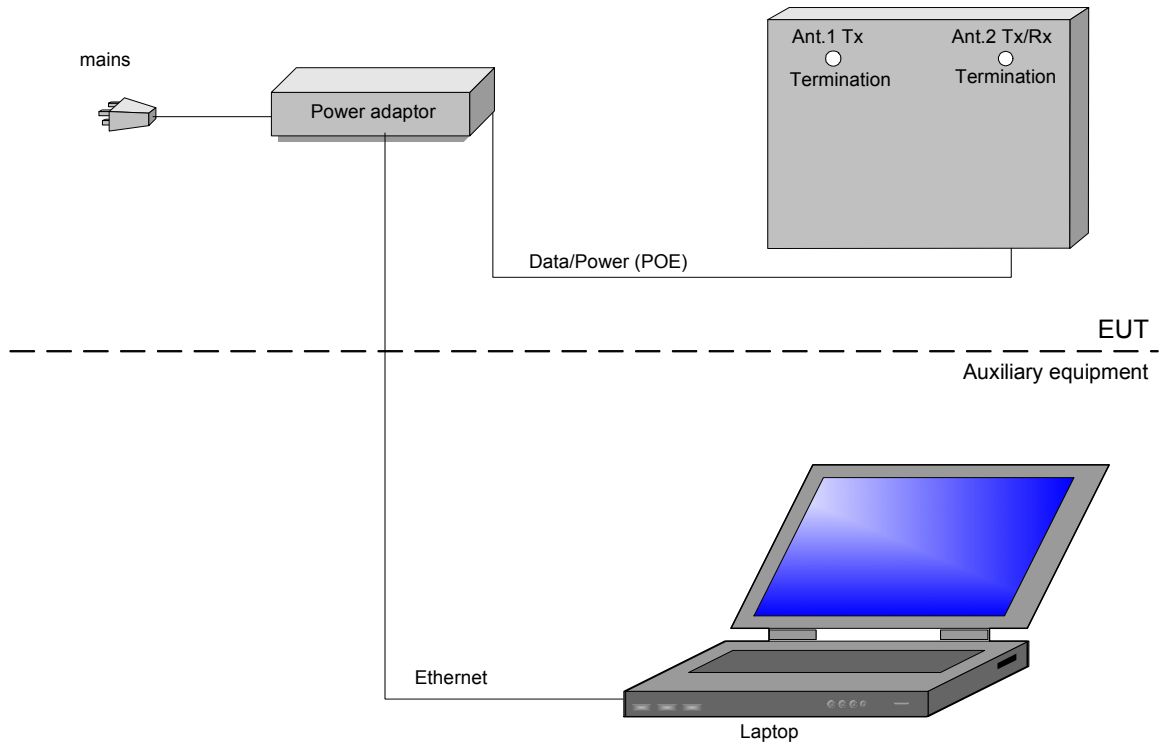 Ant.1 Tx
Ant.2 Tx/Rx
Termination
Termination
mains
Power adaptor
Data/Power (POE)
EUT
Auxiliary equipment
Ethernet
Laptop